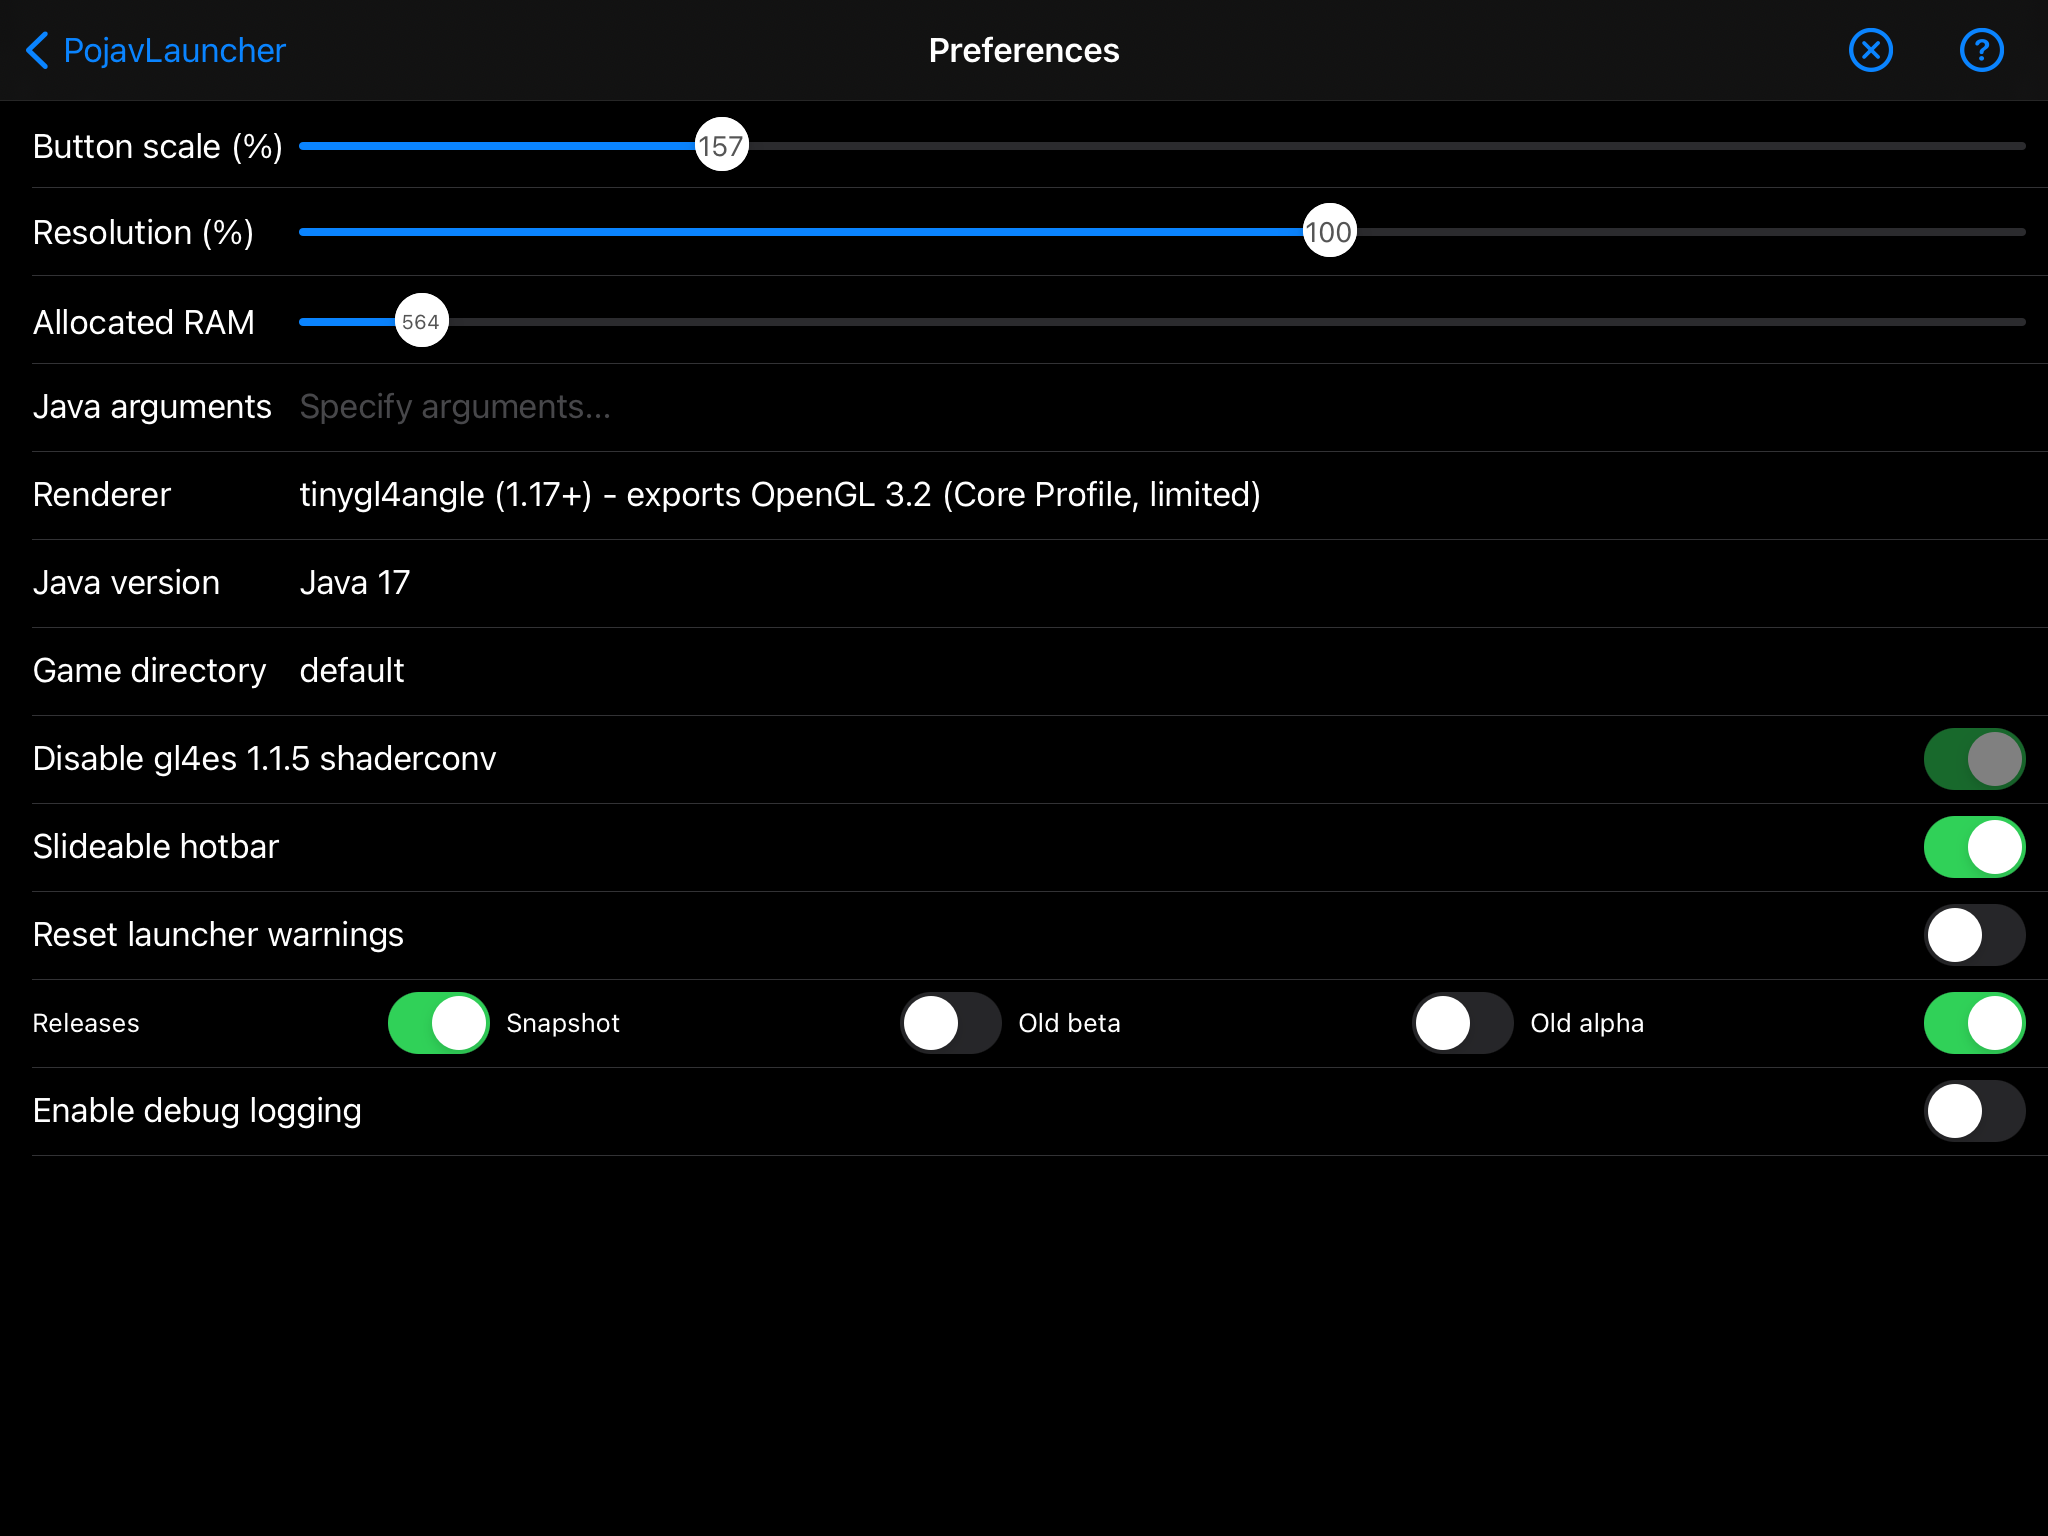 PojavLauncher Preferences ?
Button scale (%) 157
Resolution (%) 100
Allocated RAM 564
Java arguments Specify arguments...
Renderer tinygl4angle (1.17+) - exports OpenGL 3.2 (Core Profile, limited)
Java version Java 17
Game directory default
Disable gl4es 1.1.5 shaderconv
Slideable hotbar
Reset launcher warnings
Releases Snapshot Old beta Old alpha
Enable debug logging